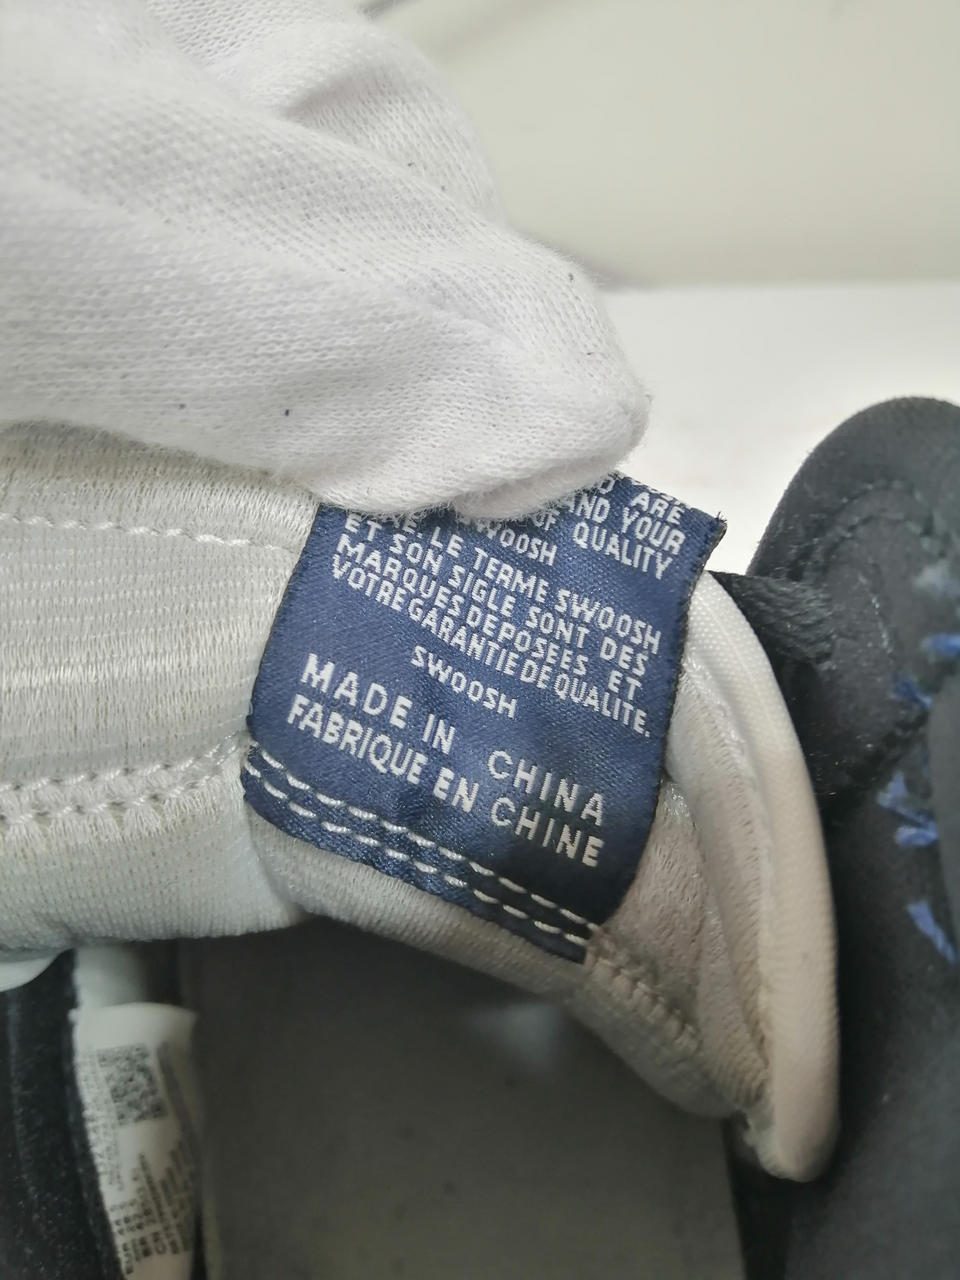 ARE
AND YOUR
OF QUALITY
SWOOSH
LE TERME SWOOSH
ET SON SIGLE SONT DES
MARQUES DEPOSEES ET
VOTRE GARANTIE DE QUALITE.
SWOOSH
MADE IN CHINA
FABRIQUE EN CHINE